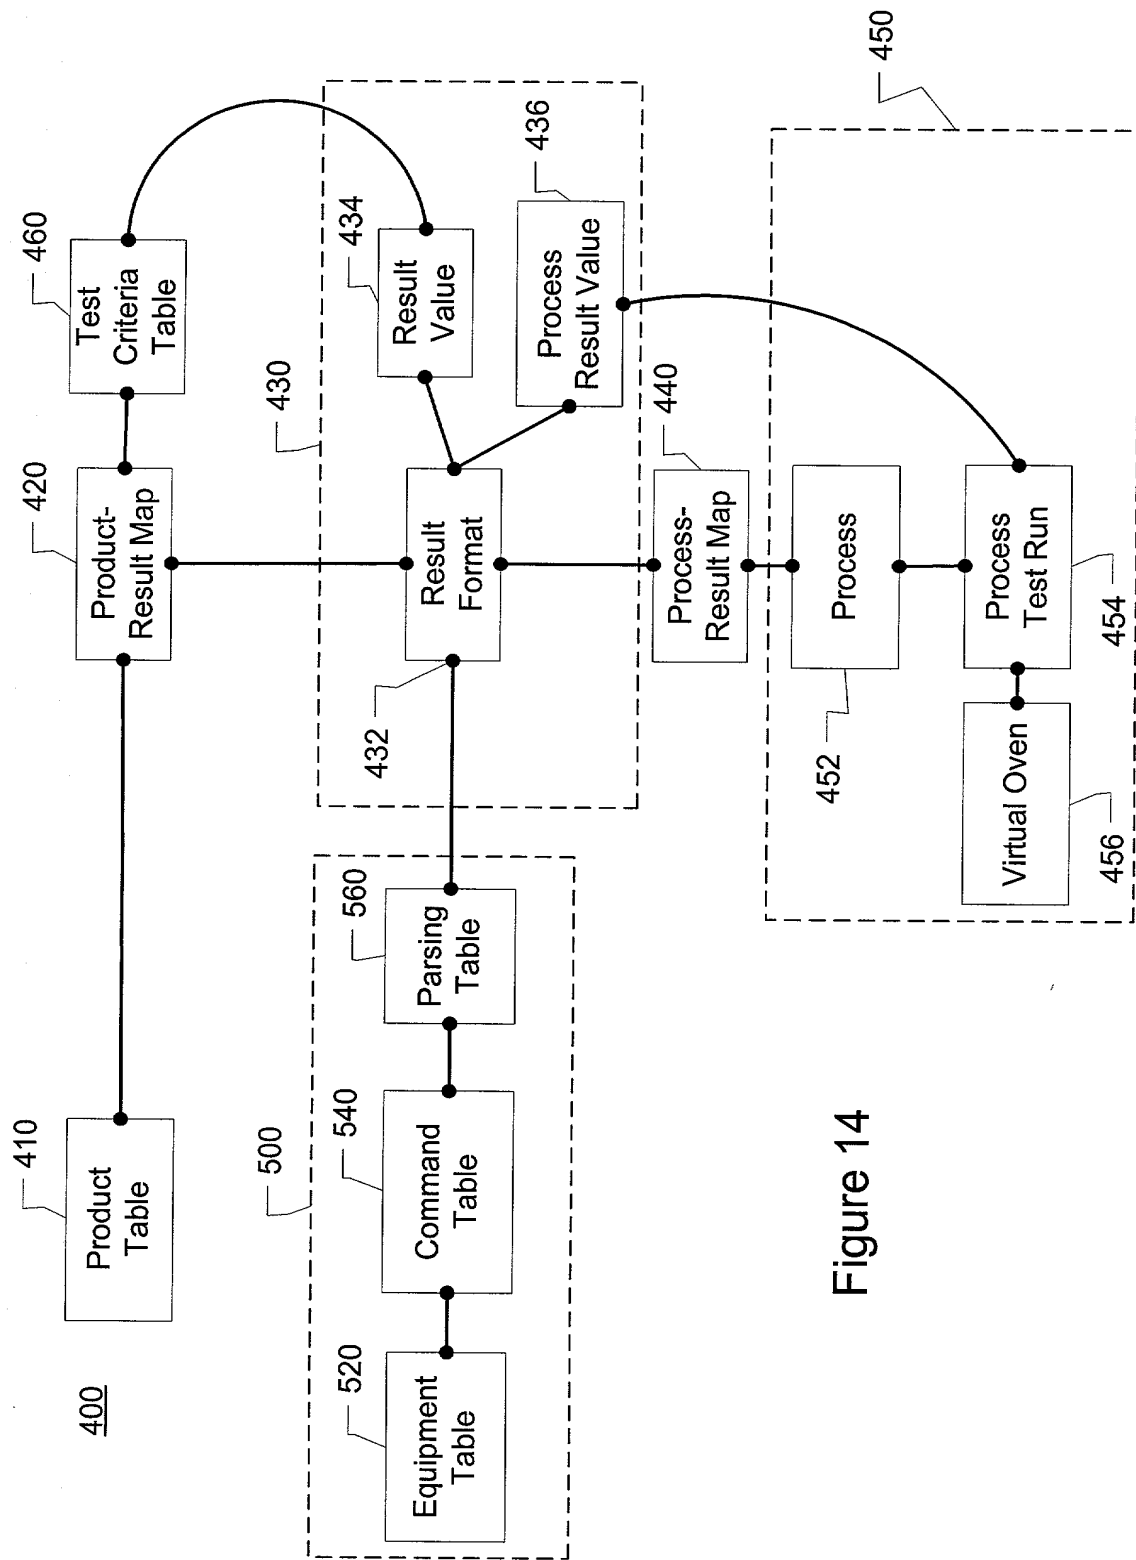 400
410
Product
Table
420
Product-
Result Map
460
Test
Criteria
Table
500
520
Equipment
Table
540
Command
Table
560
Parsing
Table
430
432
Result
Format
434
Result
Value
436
Process
Result Value
440
Process-
Result Map
450
452
Process
454
Process
Test Run
456
Virtual Oven
Figure 14